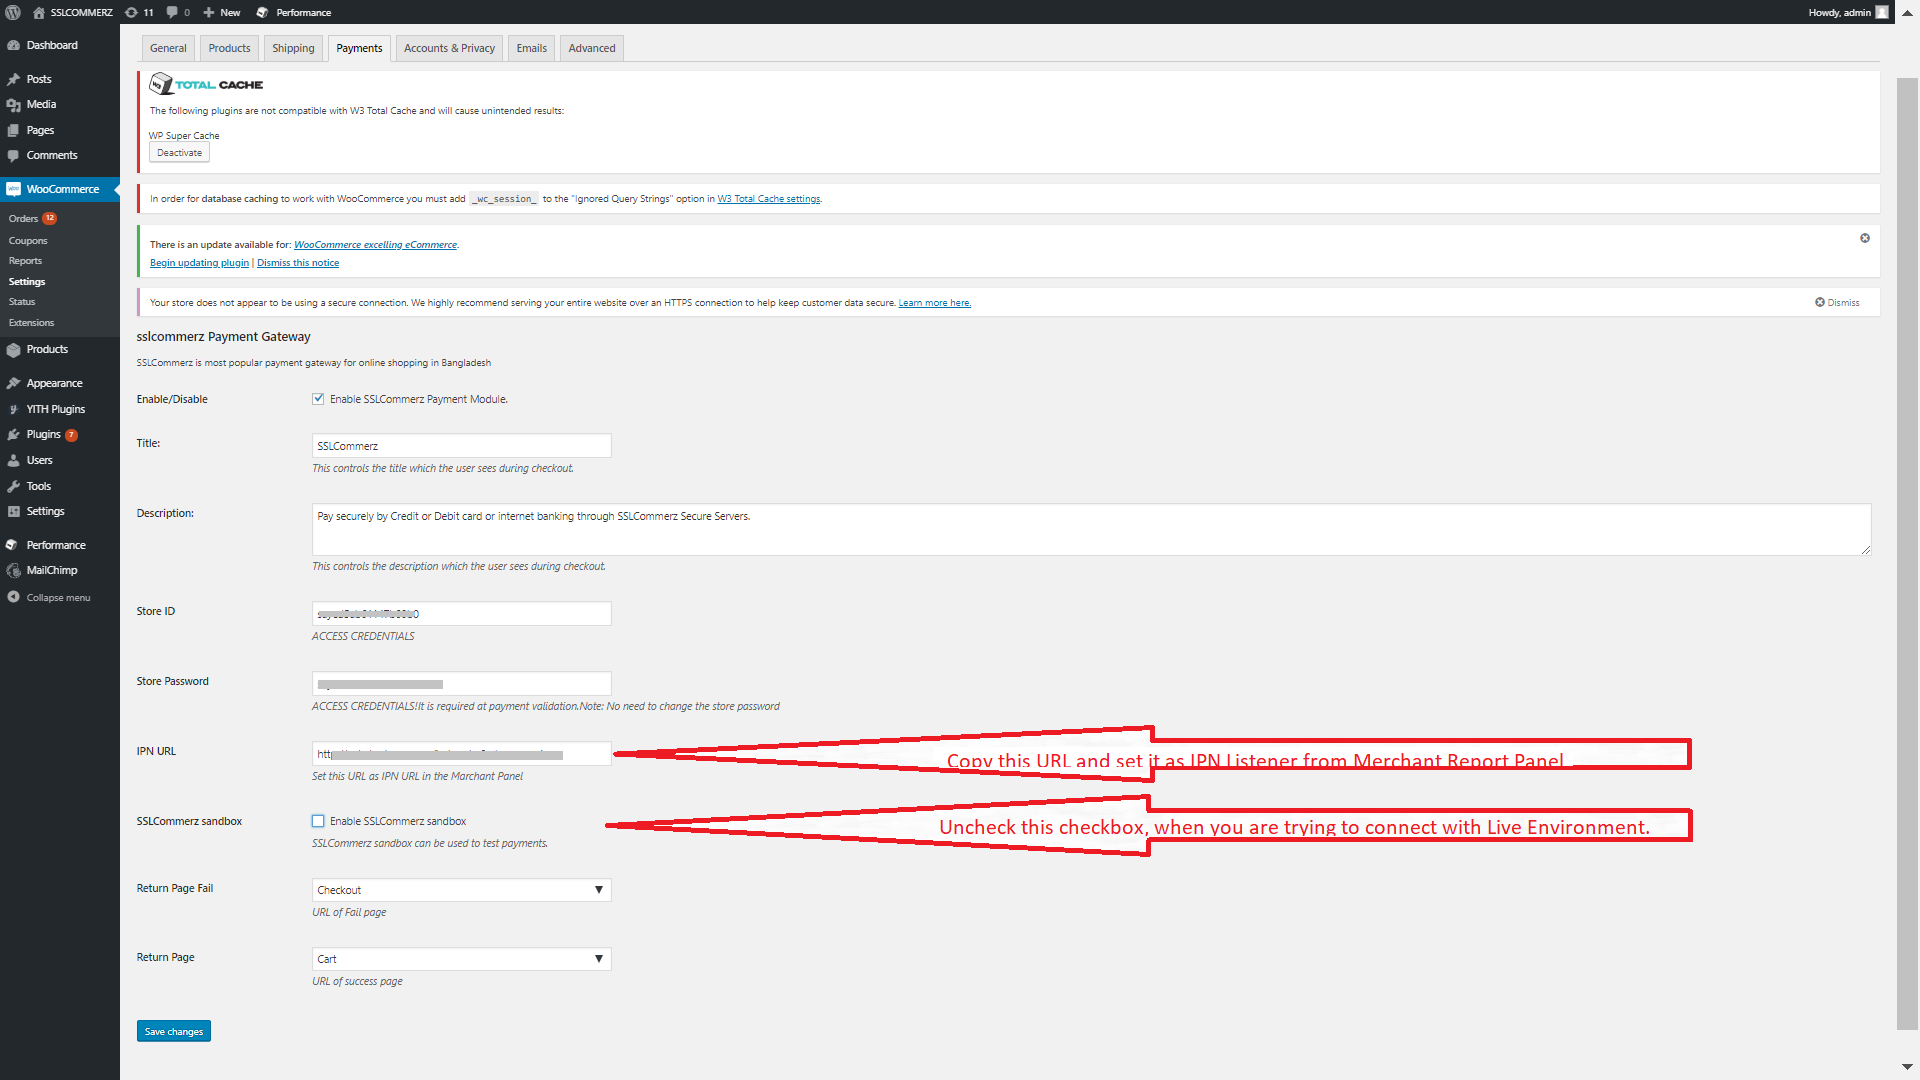 SSLCOMMERZ 11 0 New Performance Howdy, admin
Dashboard
Posts
Media
Pages
Comments
WooCommerce
Orders 12
Coupons
Reports
Settings
Status
Extensions
Products
Appearance
YITH Plugins
Plugins 7
Users
Tools
Settings
Performance
MailChimp
Collapse menu
General Products Shipping Payments Accounts & Privacy Emails Advanced
W3 TOTAL CACHE
The following plugins are not compatible with W3 Total Cache and will cause unintended results:
WP Super Cache
Deactivate
In order for database caching to work with WooCommerce you must add _wc_session_ to the "Ignored Query Strings" option in W3 Total Cache settings.
There is an update available for: WooCommerce excelling eCommerce.
Begin updating plugin | Dismiss this notice
Your store does not appear to be using a secure connection. We highly recommend serving your entire website over an HTTPS connection to help keep customer data secure. Learn more here. Dismiss
sslcommerz Payment Gateway
SSLCommerz is most popular payment gateway for online shopping in Bangladesh
Enable/Disable Enable SSLCommerz Payment Module.
Title: SSLCommerz
This controls the title which the user sees during checkout.
Description: Pay securely by Credit or Debit card or internet banking through SSLCommerz Secure Servers.
This controls the description which the user sees during checkout.
Store ID
ACCESS CREDENTIALS
Store Password
ACCESS CREDENTIALS!It is required at payment validation.Note: No need to change the store password
IPN URL htt Copy this URL and set it as IPN Listener from Merchant Report Panel
Set this URL as IPN URL in the Marchant Panel
SSLCommerz sandbox Enable SSLCommerz sandbox Uncheck this checkbox, when you are trying to connect with Live Environment.
SSLCommerz sandbox can be used to test payments.
Return Page Fail Checkout
URL of Fail page
Return Page Cart
URL of success page
Save changes